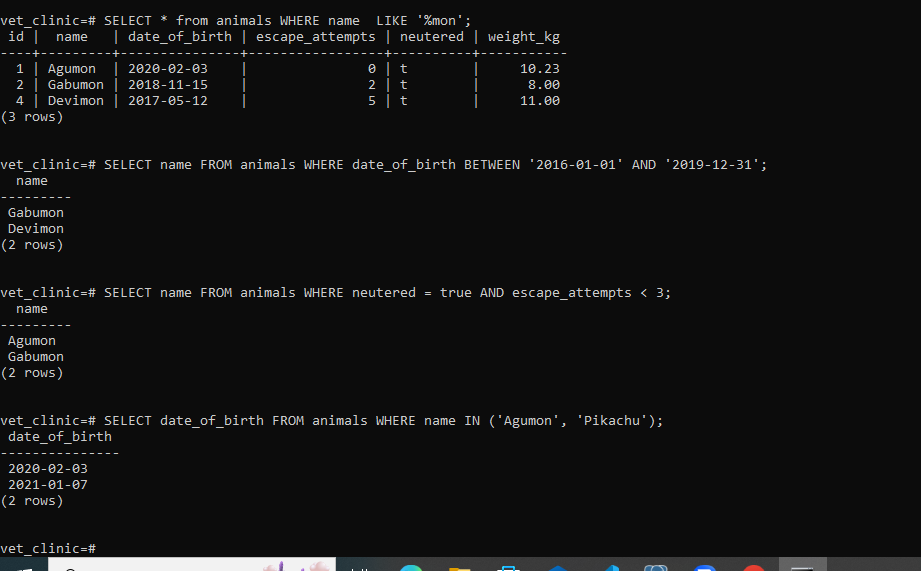 vet_clinic=# SELECT * from animals WHERE name  LIKE '%mon';
 id |  name   | date_of_birth | escape_attempts | neutered | weight_kg
----+---------+---------------+-----------------+----------+-----------
  1 | Agumon  | 2020-02-03    |               0 | t        |     10.23
  2 | Gabumon | 2018-11-15    |               2 | t        |      8.00
  4 | Devimon | 2017-05-12    |               5 | t        |     11.00
(3 rows)
vet_clinic=# SELECT name FROM animals WHERE date_of_birth BETWEEN '2016-01-01' AND '2019-12-31';
  name
---------
 Gabumon
 Devimon
(2 rows)
vet_clinic=# SELECT name FROM animals WHERE neutered = true AND escape_attempts < 3;
  name
---------
 Agumon
 Gabumon
(2 rows)
vet_clinic=# SELECT date_of_birth FROM animals WHERE name IN ('Agumon', 'Pikachu');
 date_of_birth
---------------
 2020-02-03
 2021-01-07
(2 rows)
vet_clinic=#